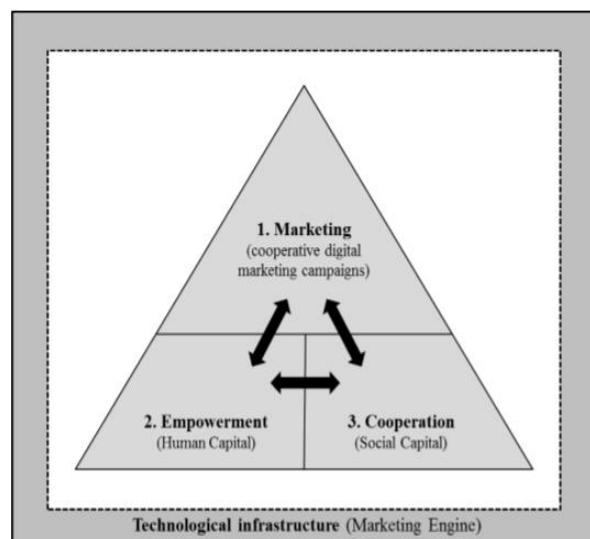 1. Marketing
(cooperative digital
marketing campaigns)
2. Empowerment
(Human Capital)
3. Cooperation
(Social Capital)
Technological infrastructure (Marketing Engine)